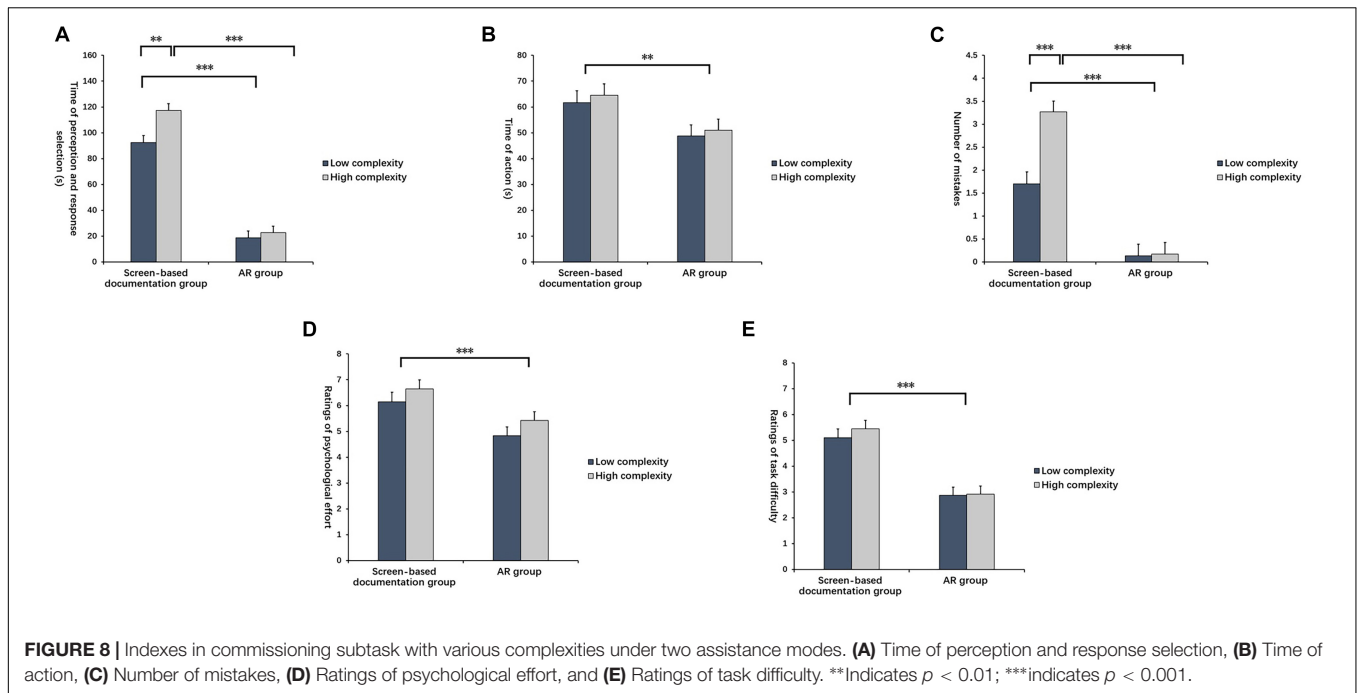 A
** ***
***
160
140
120
100
80
60
40
20
0
Time of perception and response
selection (s)
Screen-based
documentation group
AR group
Low complexity
High complexity
B
**
80
70
60
50
40
30
20
10
0
Time of action (s)
Screen-based
documentation group
AR group
Low complexity
High complexity
C
*** ***
***
4.5
4
3.5
3
2.5
2
1.5
1
0.5
0
Number of mistakes
Screen-based
documentation group
AR group
Low complexity
High complexity
D
***
8
7
6
5
4
3
2
1
0
Ratings of psychological effort
Screen-based
documentation group
AR group
Low complexity
High complexity
E
***
8
7
6
5
4
3
2
1
0
Ratings of task difficulty
Screen-based
documentation group
AR group
Low complexity
High complexity
FIGURE 8 | Indexes in commissioning subtask with various complexities under two assistance modes. (A) Time of perception and response selection, (B) Time of
action, (C) Number of mistakes, (D) Ratings of psychological effort, and (E) Ratings of task difficulty. **Indicates p < 0.01; ***indicates p < 0.001.